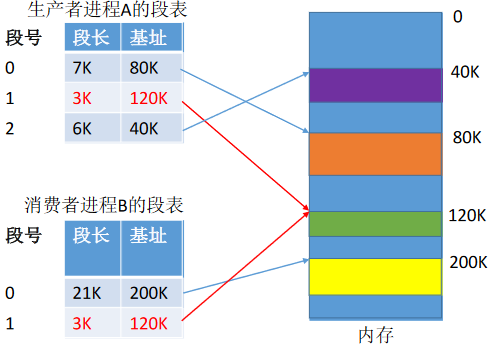 生产者进程A的段表
段号 段长 基址
0 7K 80K
1 3K 120K
2 6K 40K
消费者进程B的段表
段号 段长 基址
0 21K 200K
1 3K 120K
0
40K
80K
120K
200K
内存